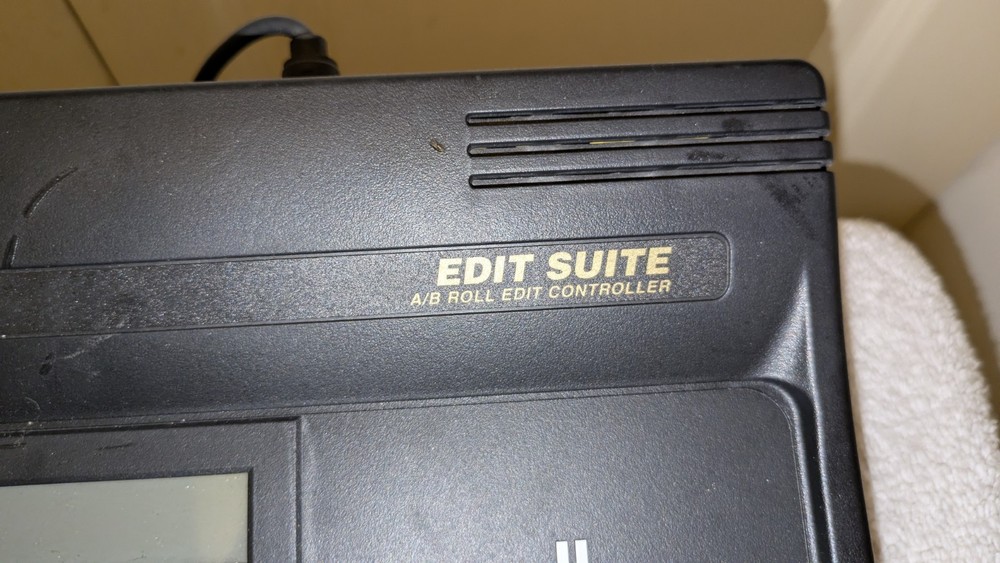 EDIT SUITE
A/B ROLL EDIT CONTROLLER